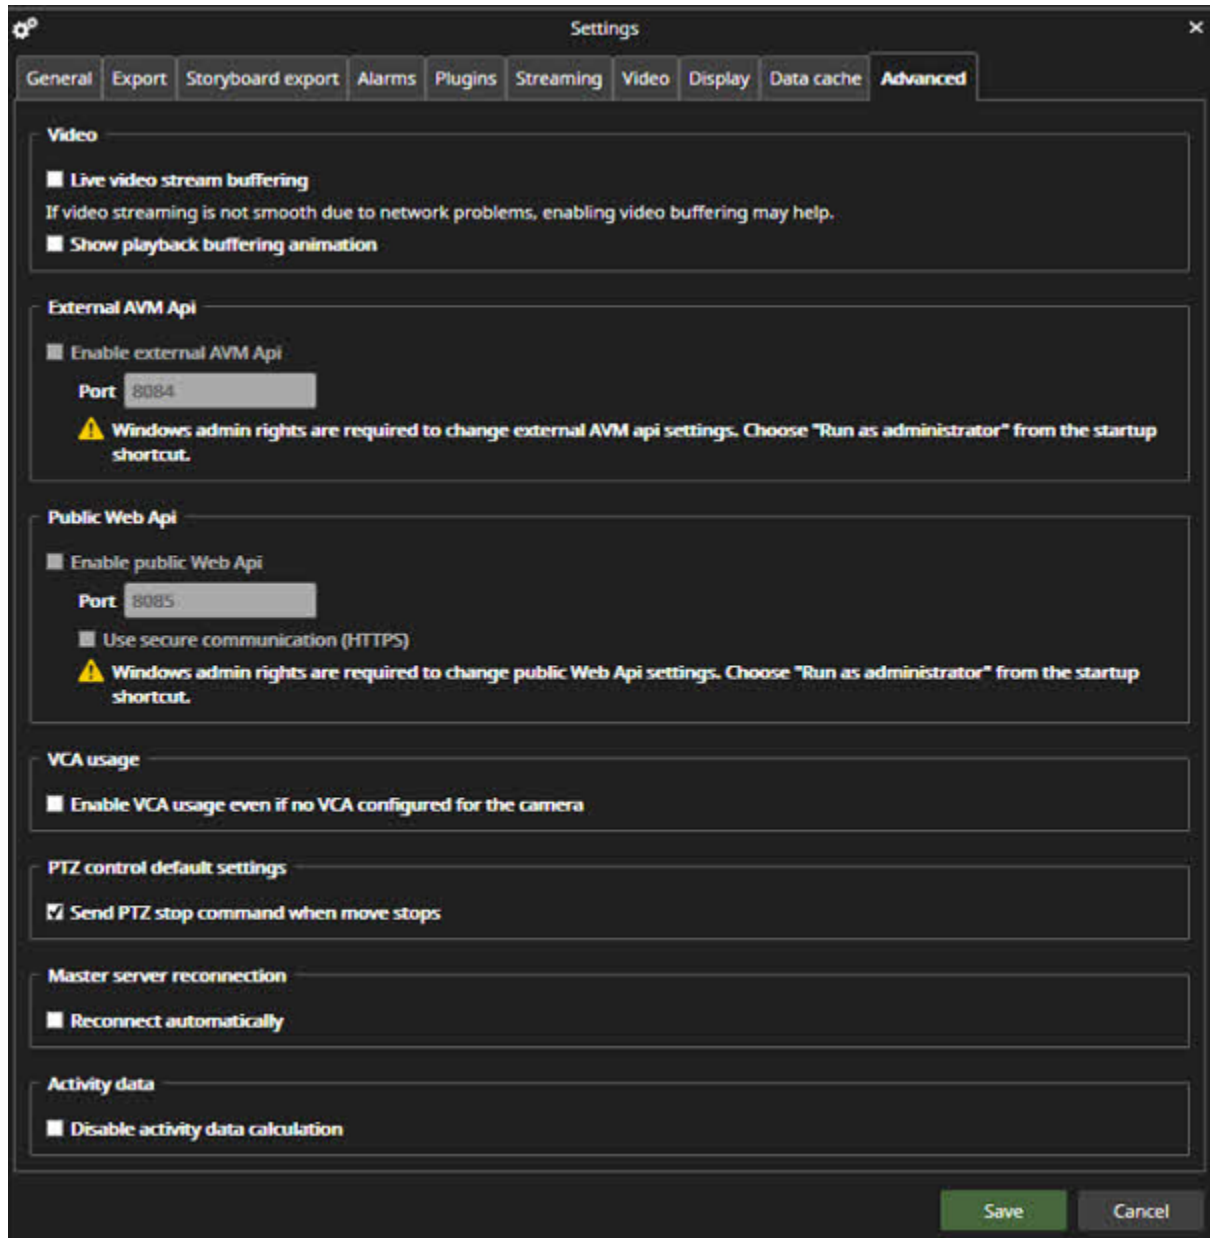 Settings
General Export Storyboard export Alarms Plugins Streaming Video Display Data cache Advanced
Video
Live video stream buffering
If video streaming is not smooth due to network problems, enabling video buffering may help.
Show playback buffering animation
External AVM Api
Enable external AVM Api
Port 8084
Windows admin rights are required to change external AVM api settings. Choose "Run as administrator" from the startup
shortcut.
Public Web Api
Enable public Web Api
Port 8085
Use secure communication (HTTPS)
Windows admin rights are required to change public Web Api settings. Choose "Run as administrator" from the startup
shortcut.
VCA usage
Enable VCA usage even if no VCA configured for the camera
PTZ control default settings
Send PTZ stop command when move stops
Master server reconnection
Reconnect automatically
Activity data
Disable activity data calculation
Save Cancel